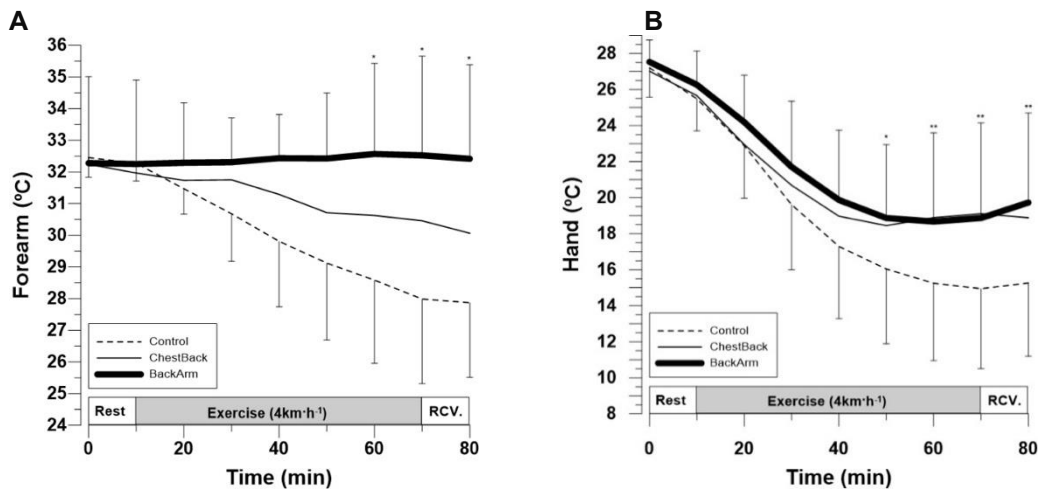 A
36
35
34
33
32
31
30
29
28
27
26
25
24
Forearm (ºC)
* * *
Control
ChestBack
BackArm
Rest Exercise (4km·h⁻¹) RCV.
0 20 40 60 80
Time (min)
B
28
26
24
22
20
18
16
14
12
10
8
Hand (ºC)
* ** ** **
Control
ChestBack
BackArm
Rest Exercise (4km·h⁻¹) RCV.
0 20 40 60 80
Time (min)